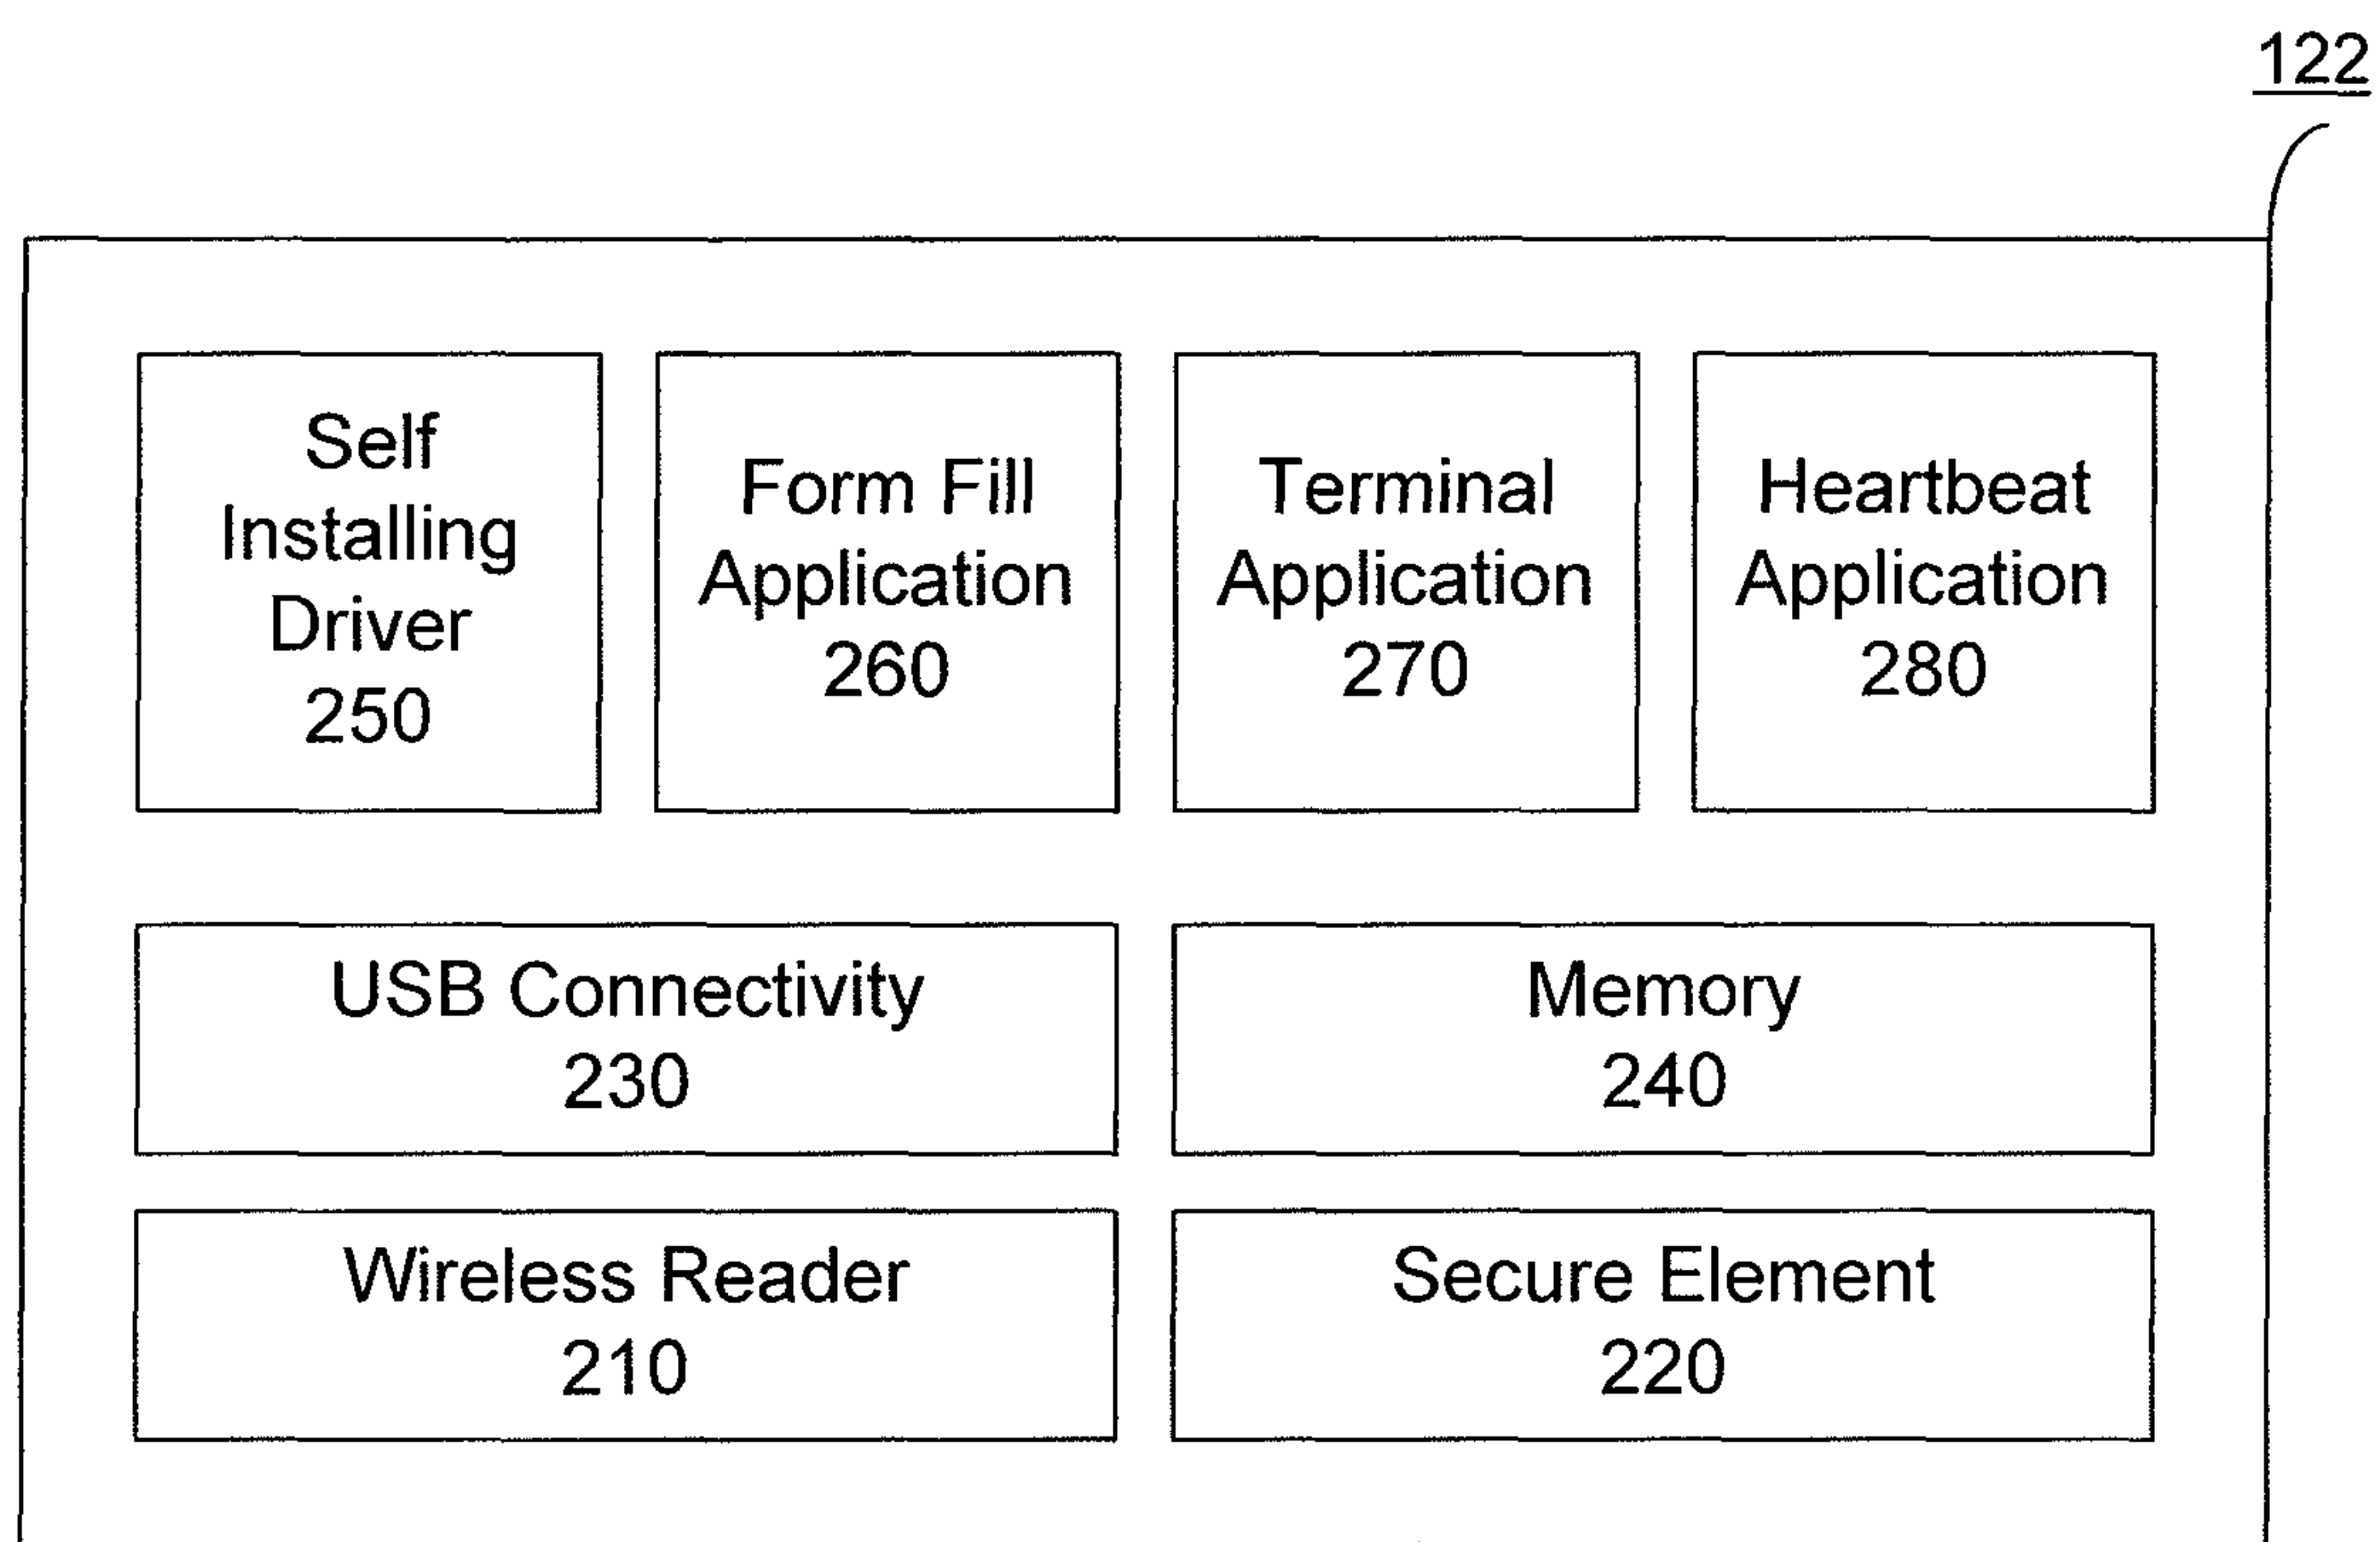 122
Self
Installing
Driver
250
Form Fill
Application
260
Terminal
Application
270
Heartbeat
Application
280
USB Connectivity
230
Memory
240
Wireless Reader
210
Secure Element
220